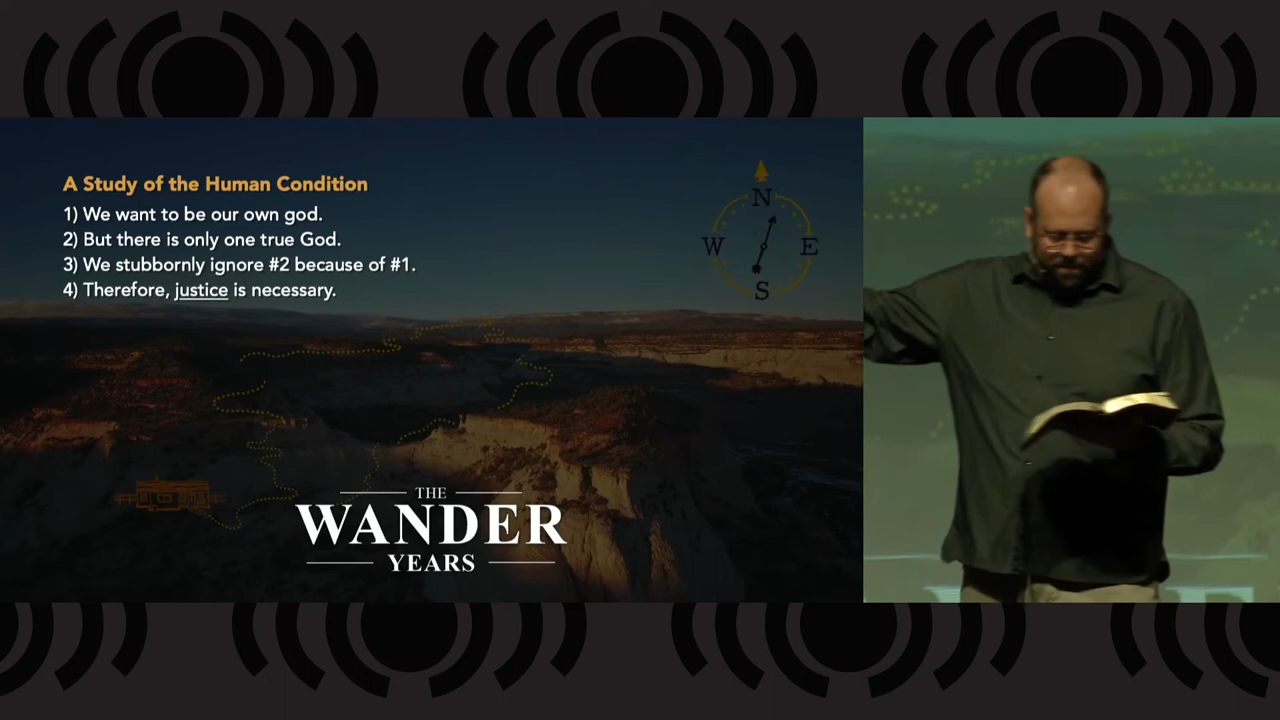 A Study of the Human Condition
1) We want to be our own god.
2) But there is only one true God.
3) We stubbornly ignore #2 because of #1.
4) Therefore, justice is necessary.
N
W E
S
THE
WANDER
YEARS